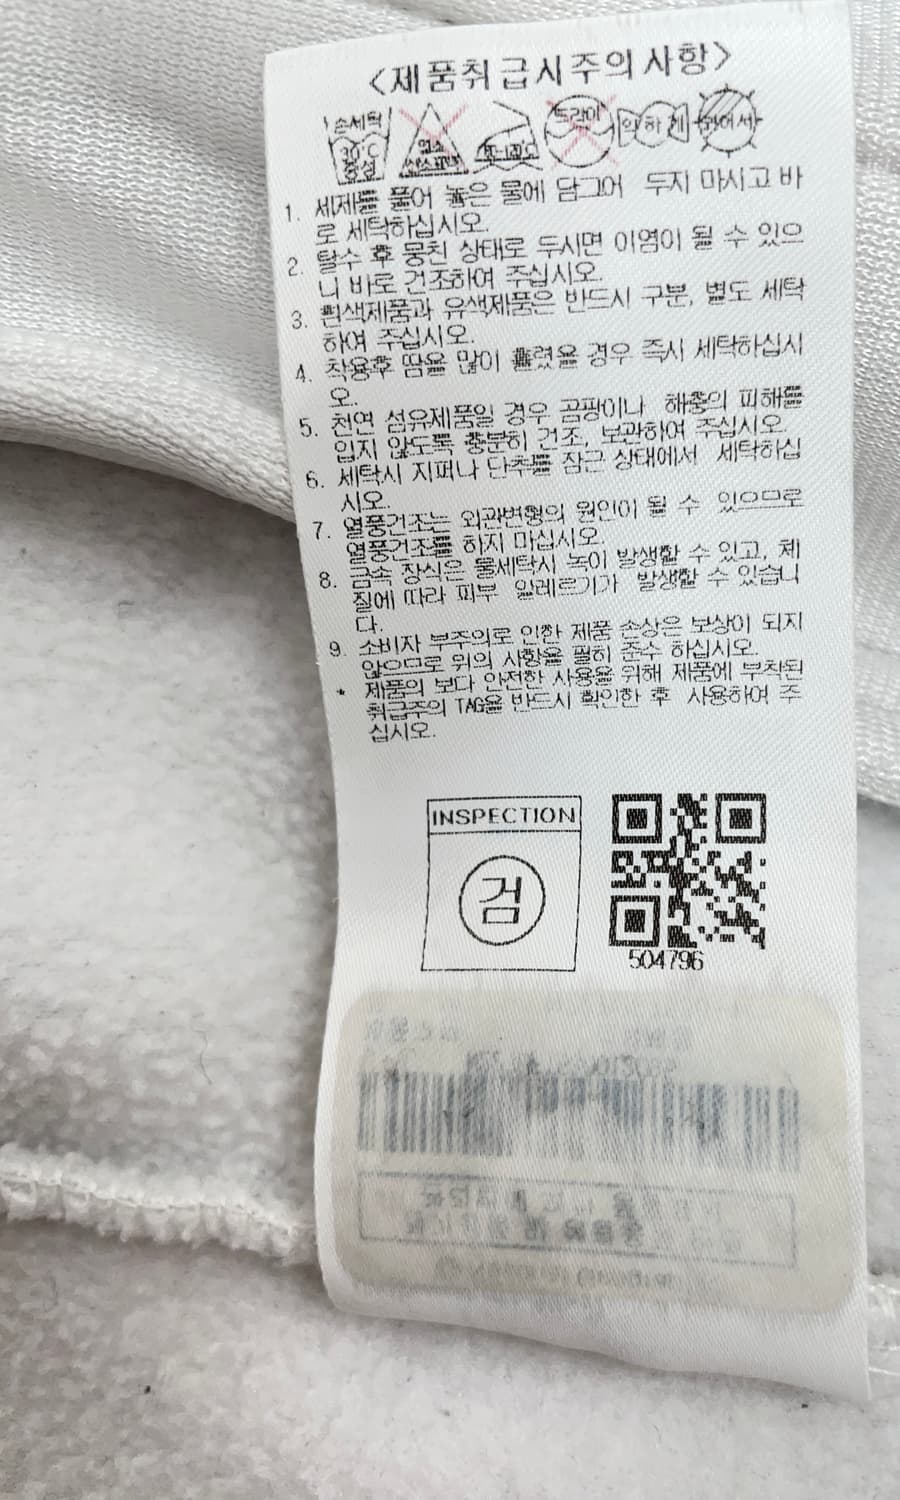 <제품취급시주의사항>
손세탁 30℃ 중성 염소 산소표백 80~120℃ 드라이 약하게 뉘어서
1. 세제를 풀어 놓은 물에 담그어 두지 마시고 바
로 세탁하십시오.
2. 탈수 후 뭉친 상태로 두시면 이염이 될 수 있으
니 바로 건조하여 주십시오.
3. 흰색제품과 유색제품은 반드시 구분, 별도 세탁
하여 주십시오.
4. 착용후 땀을 많이 흘렸을 경우 즉시 세탁하십시
오.
5. 천연 섬유제품일 경우 곰팡이나 해충의 피해를
입지 않도록 충분히 건조, 보관하여 주십시오.
6. 세탁시 지퍼나 단추를 잠근 상태에서 세탁하십
시오.
7. 열풍건조는 외관변형의 원인이 될 수 있으므로
열풍건조를 하지 마십시오.
8. 금속 장식은 물세탁시 녹이 발생할 수 있고, 체
질에 따라 피부 알레르기가 발생할 수 있습니
다.
9. 소비자 부주의로 인한 제품 손상은 보상이 되지
않으므로 위의 사항을 필히 준수 하십시오.
* 제품의 보다 안전한 사용을 위해 제품에 부착된
취급주의 TAG을 반드시 확인한 후 사용하여 주
십시오.
INSPECTION
검
504796